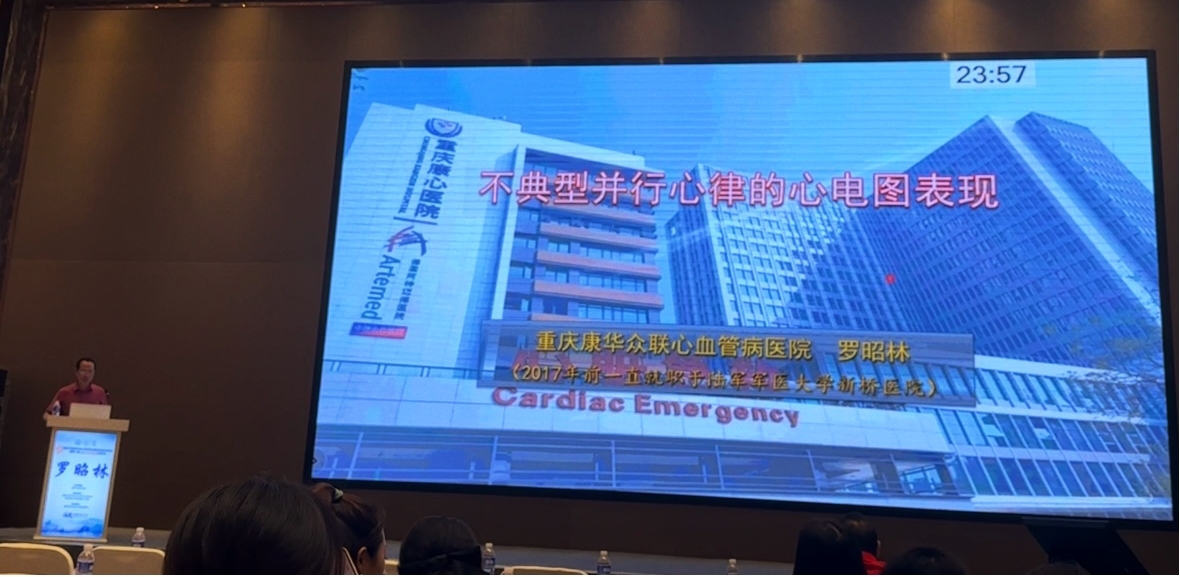 23:57
重庆康心医院
Artemed
不典型并行心律的心电图表现
重庆康华众联心血管病医院 罗昭林
（2017年前一直就职于陆军军医大学新桥医院）
Cardiac Emergency
罗昭林